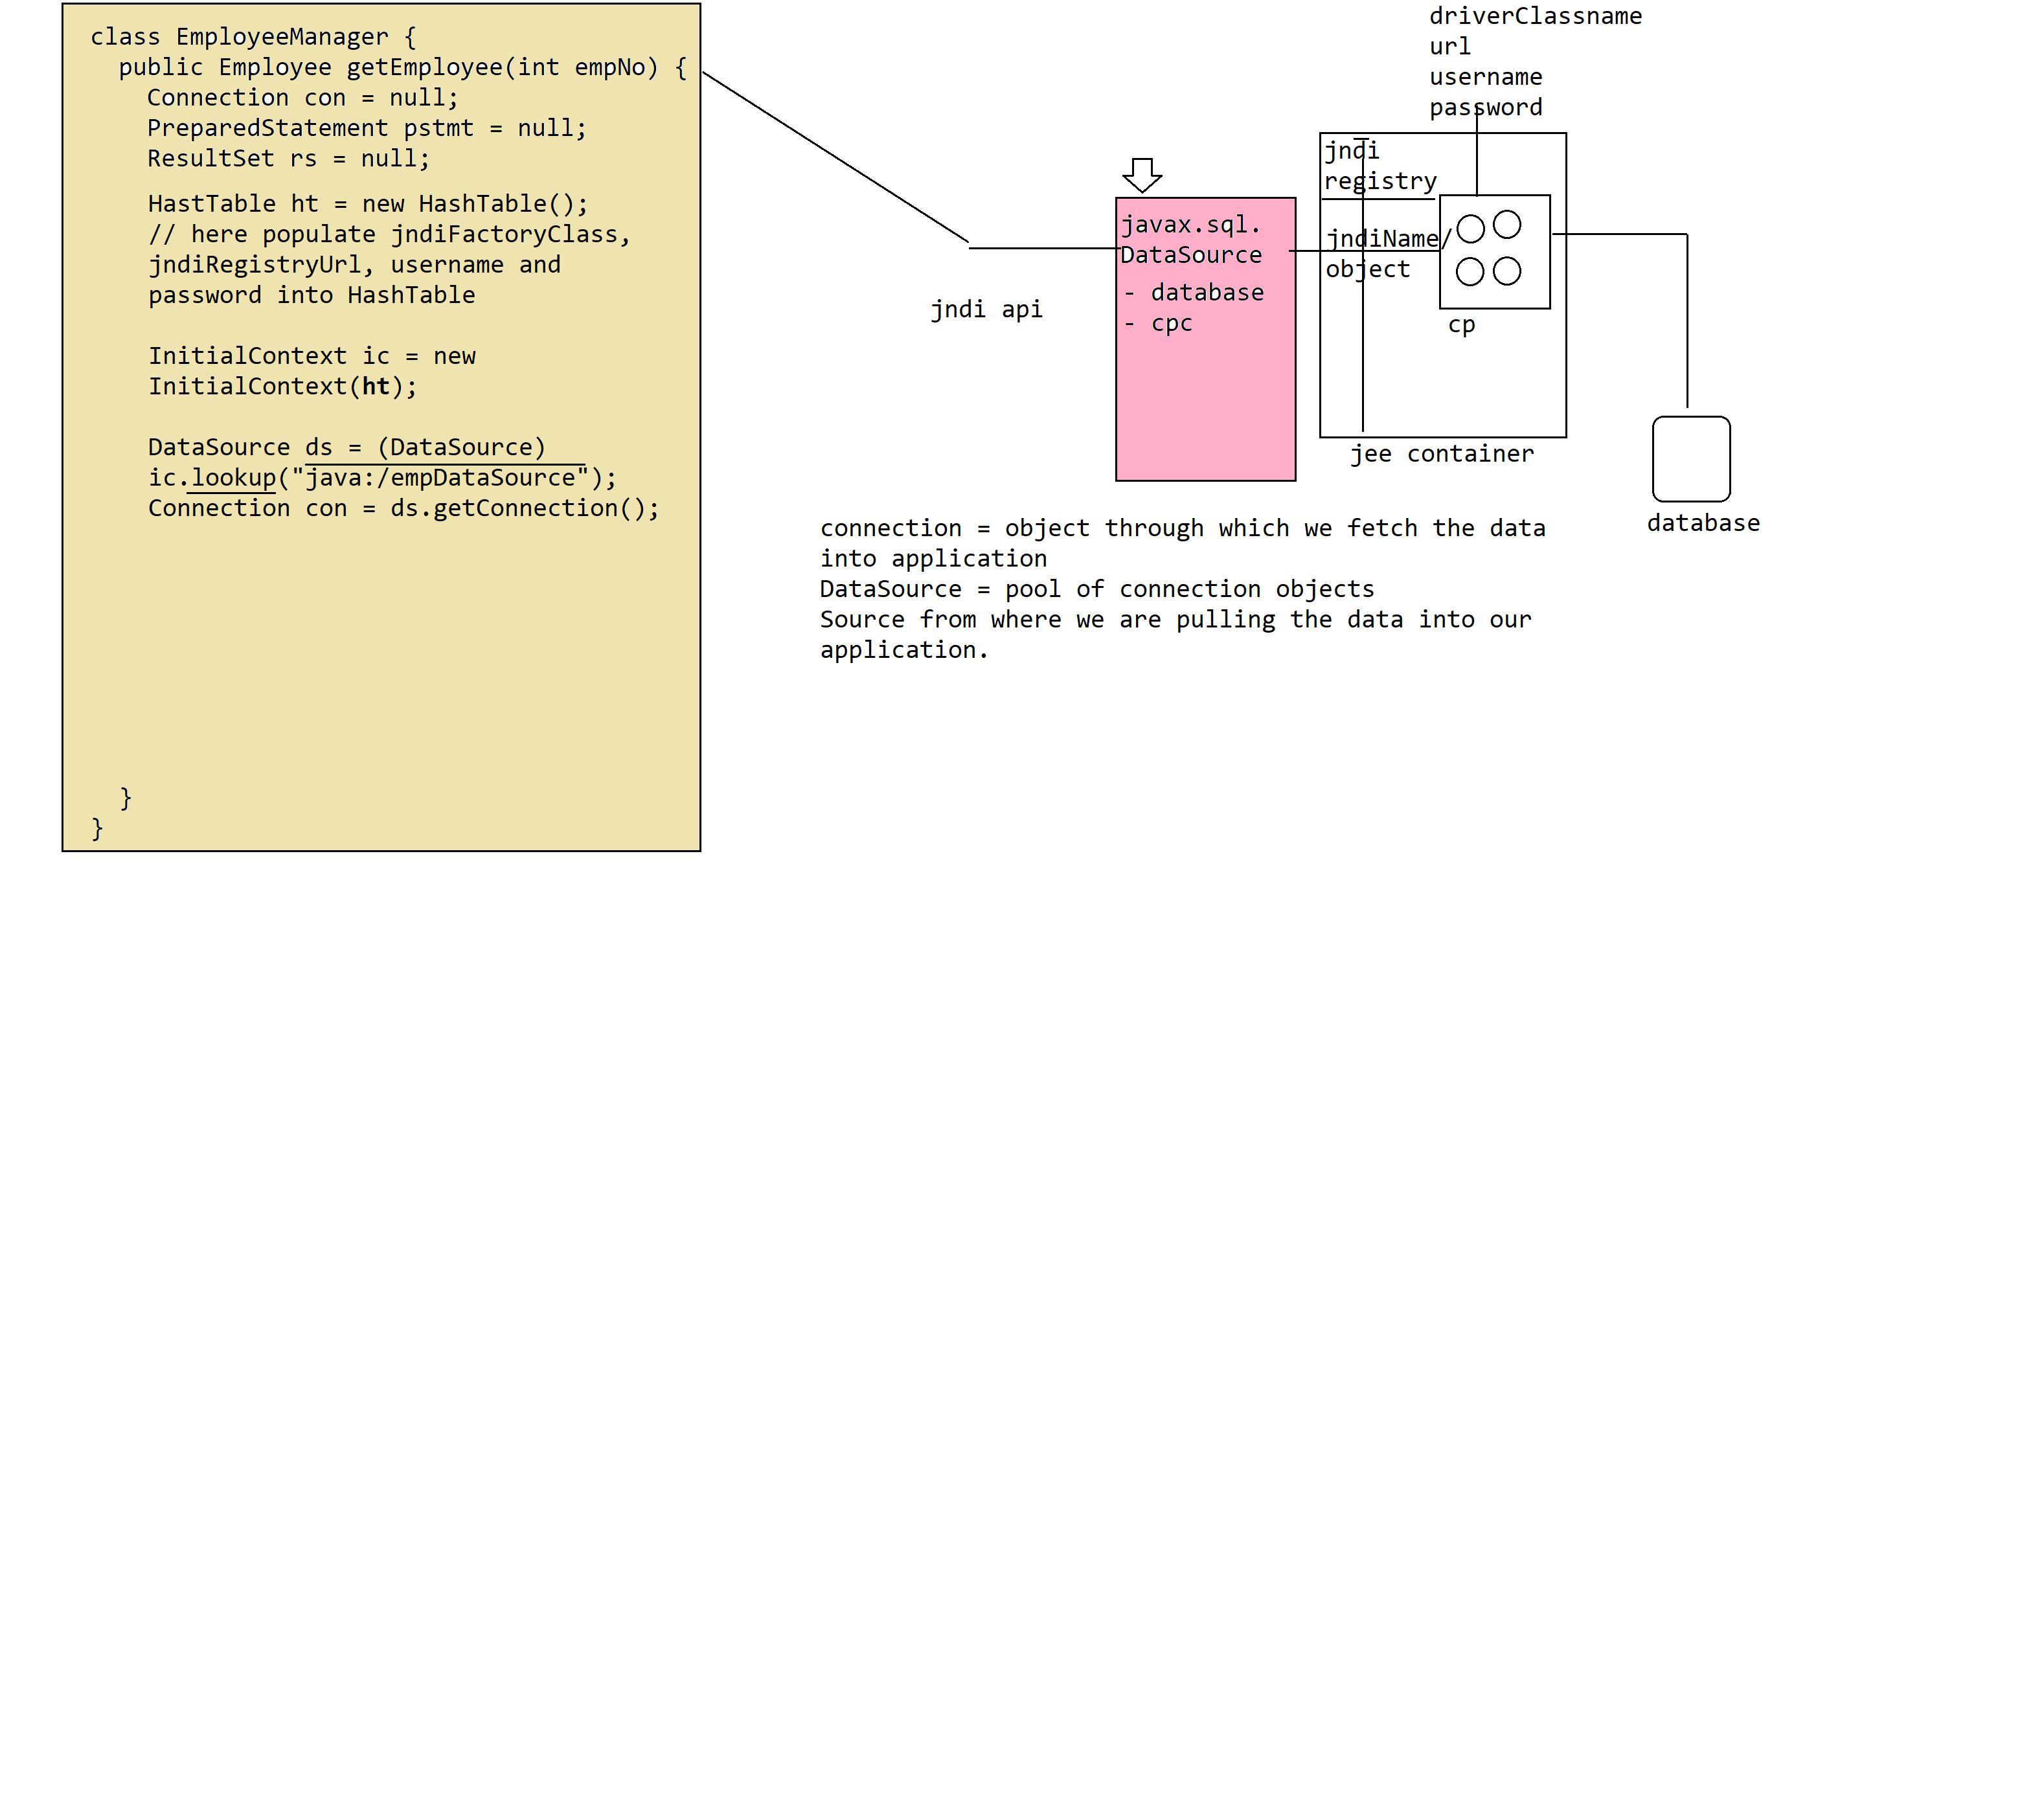 class EmployeeManager {
public Employee getEmployee(int empNo) {
Connection con = null;
PreparedStatement pstmt = null;
ResultSet rs = null;
HastTable ht = new HashTable();
// here populate jndiFactoryClass,
jndiRegistryUrl, username and
password into HashTable
InitialContext ic = new
InitialContext(ht);
DataSource ds = (DataSource)
ic.lookup("java:/empDataSource");
Connection con = ds.getConnection();
}
}
jndi api
javax.sql.
DataSource
- database
- cpc
driverClassname
url
username
password
jndi
registry
jndiName/
object
cp
jee container
database
connection = object through which we fetch the data
into application
DataSource = pool of connection objects
Source from where we are pulling the data into our
application.